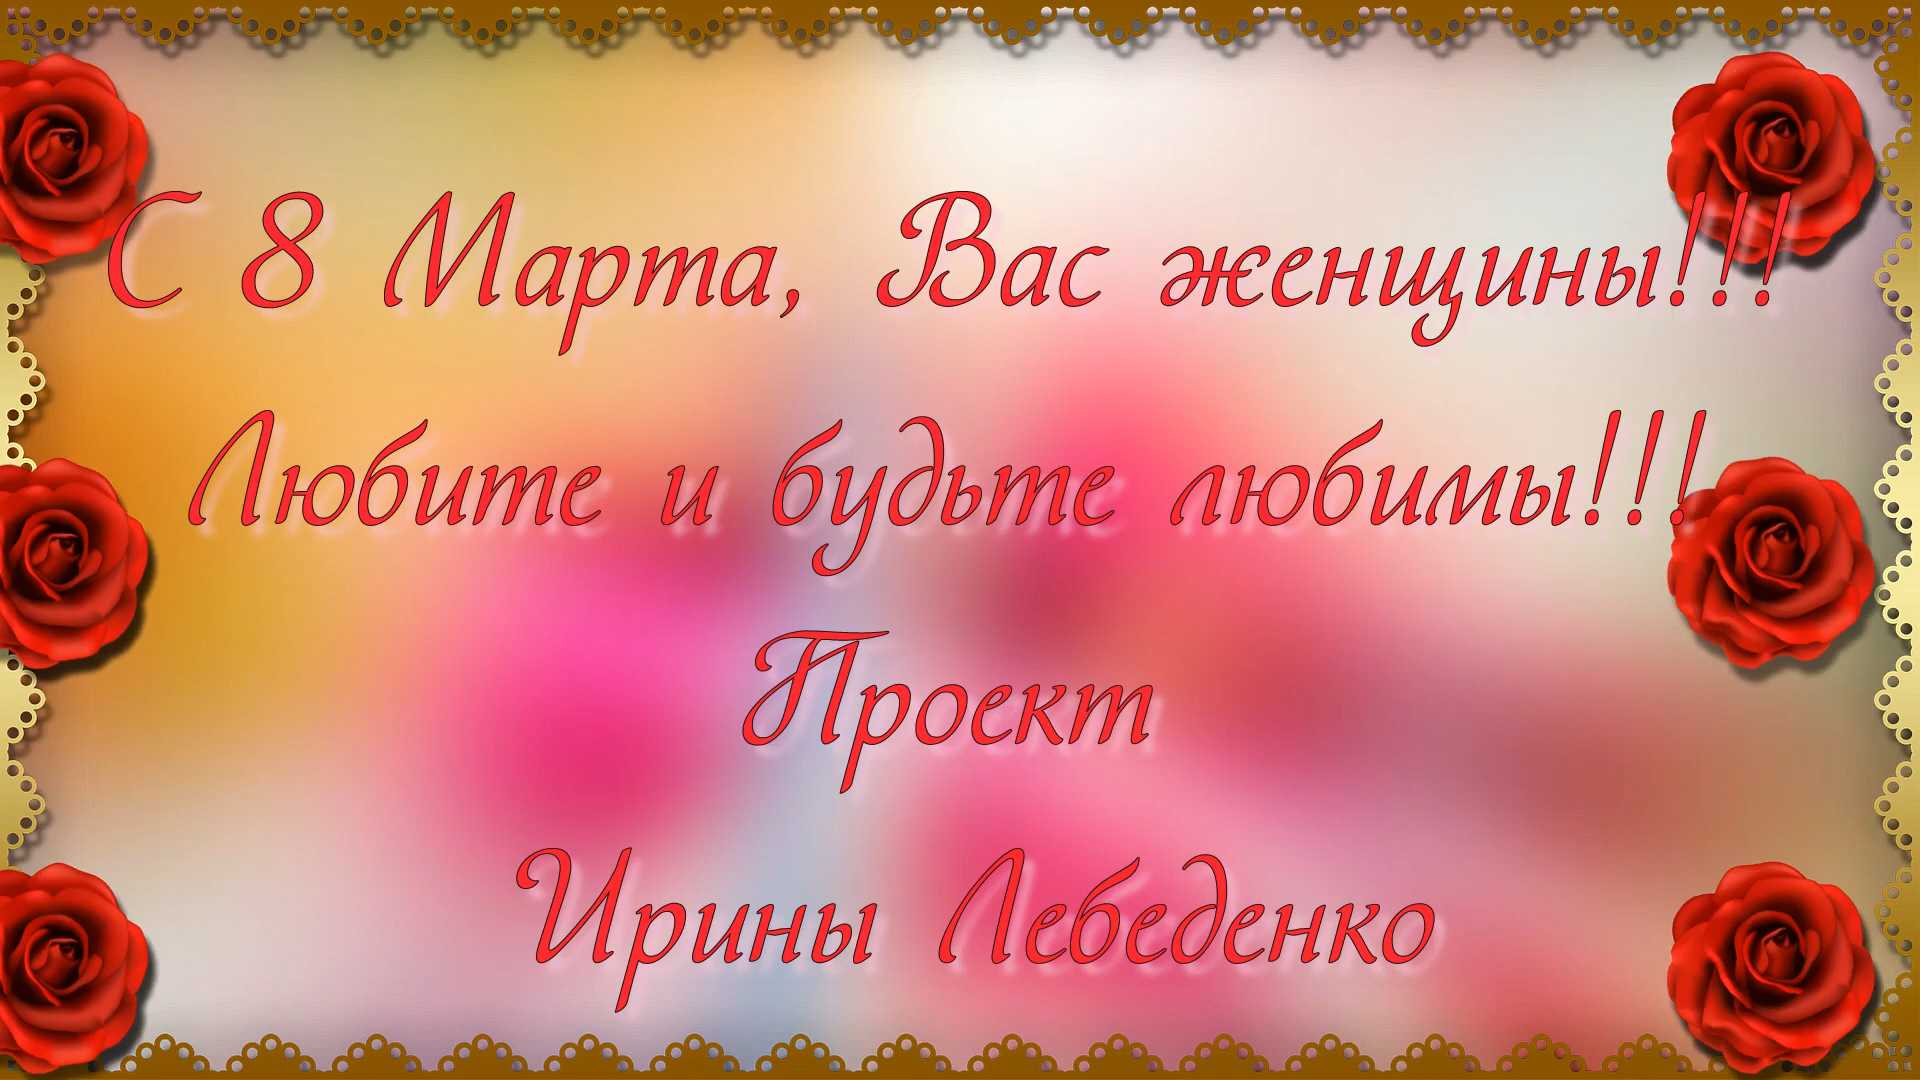 С 8 Марта, Вас женщины!!!
Любите и будьте любимы!!!
Проект
Ирины Лебеденко